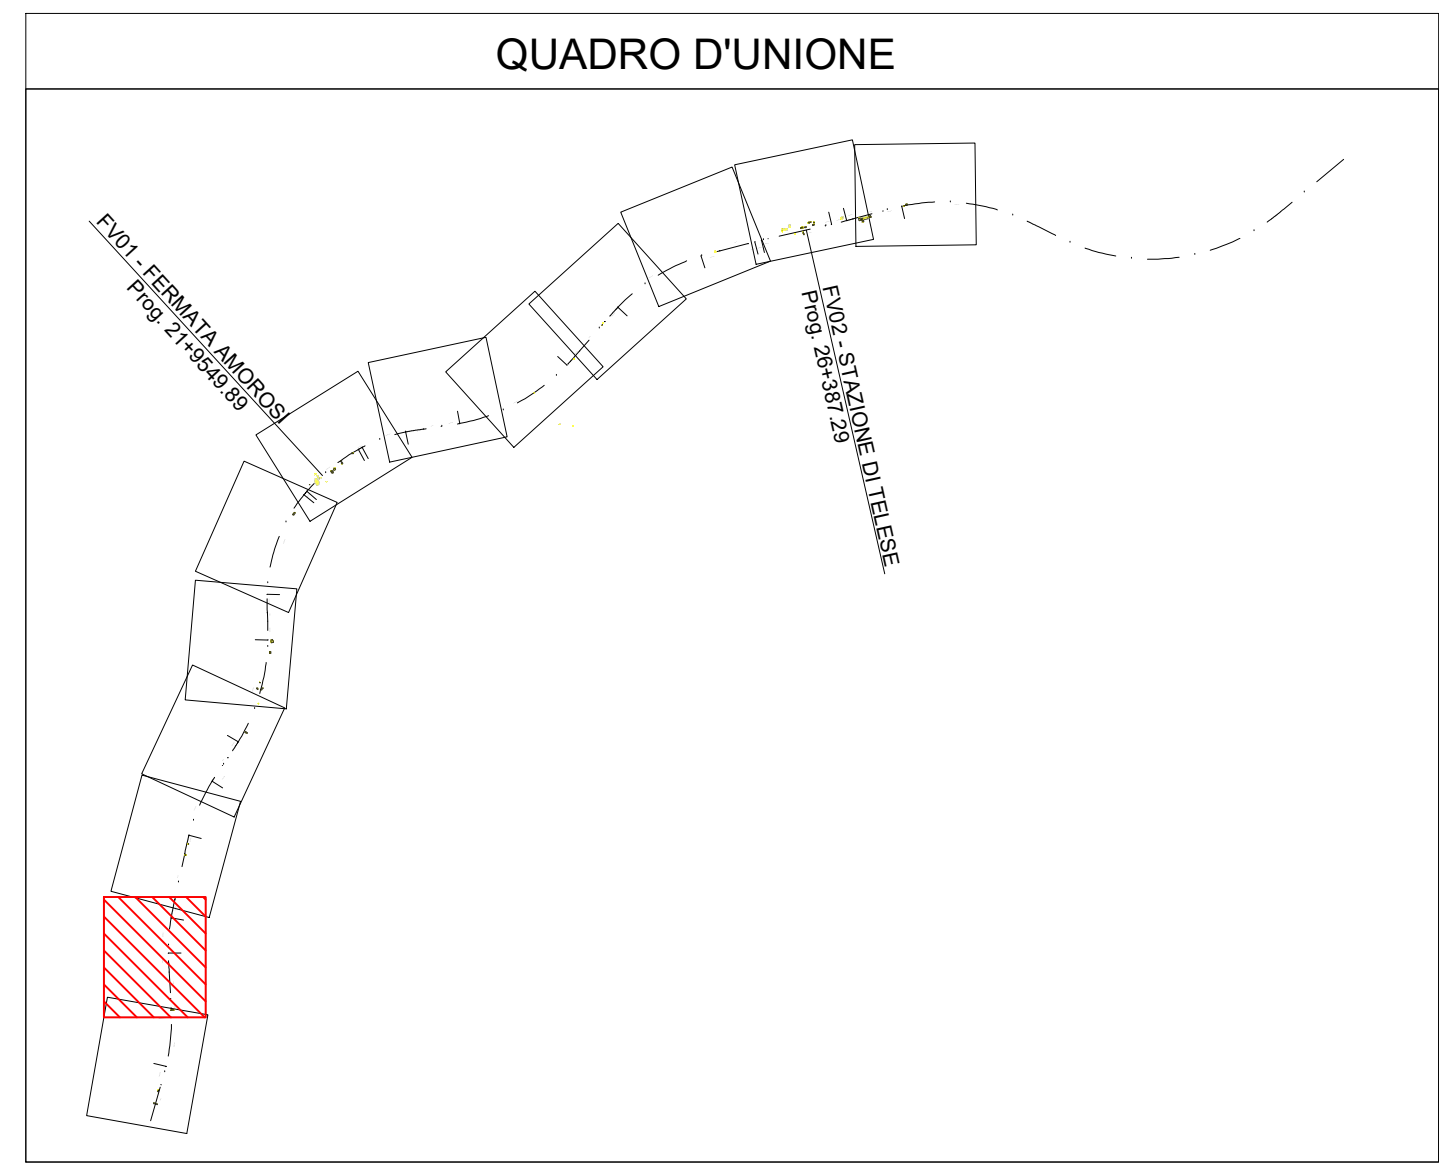 QUADRO D'UNIONE
FV01 - FERMATA AMOROSI
Prog. 21+9549.89
FV02 - STAZIONE DI TELESE
Prog. 26+387.29